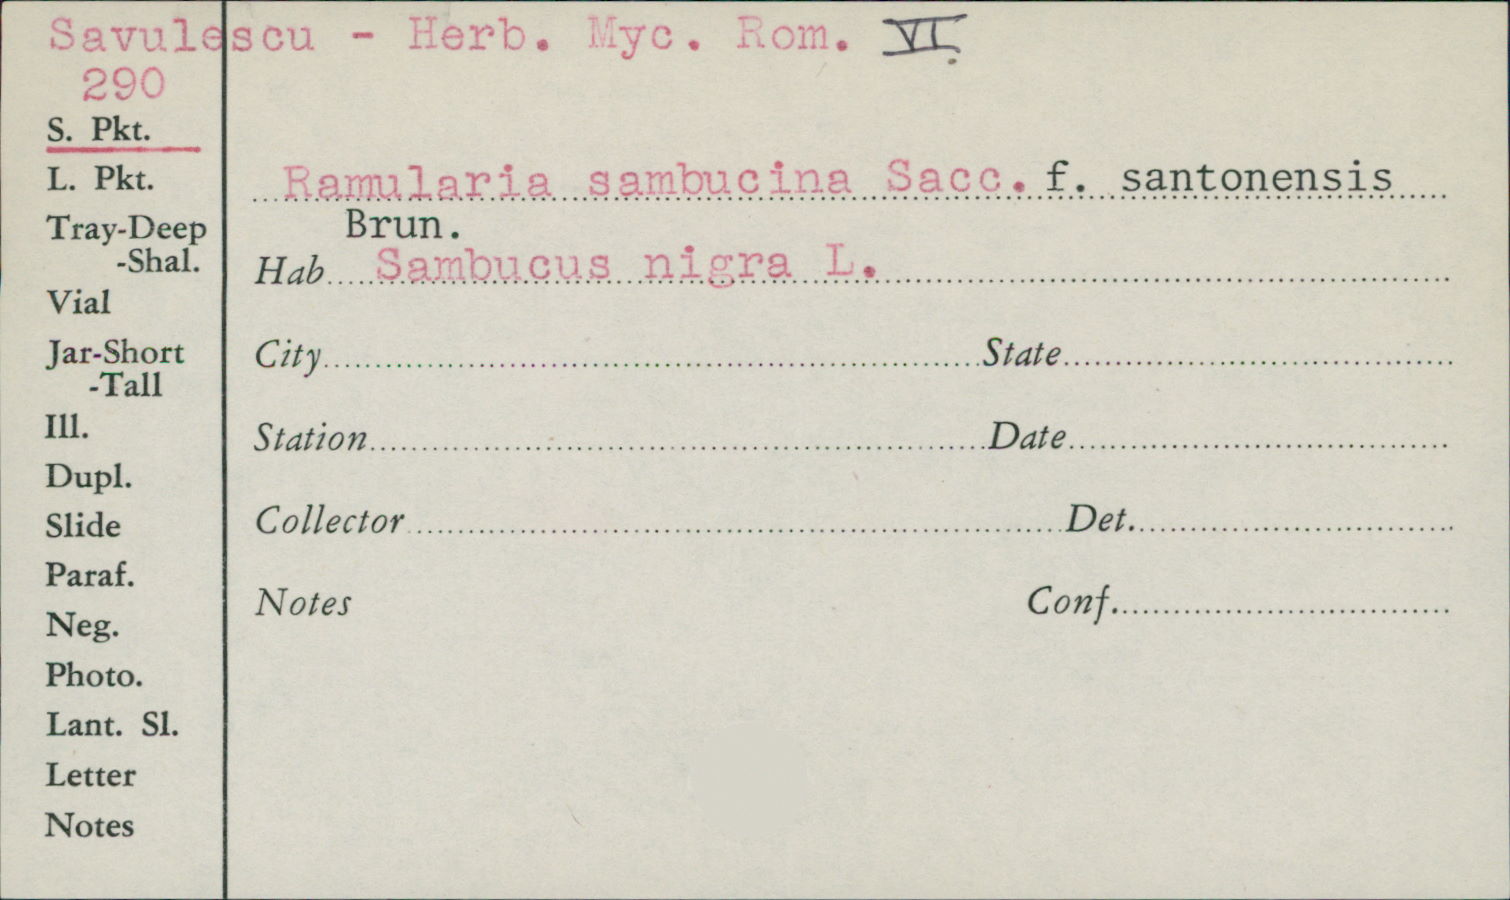 Savulescu - Herb. Myc. Rom. VI.
290
S. Pkt.
L. Pkt.
Ramularia sambucina Sacc. f. santonensis
Brun.
Tray-Deep
-Shal.
Hab Sambucus nigra L.
Vial
Jar-Short
-Tall
City State
Ill.
Station Date
Dupl.
Slide
Collector Det.
Paraf.
Neg.
Notes Conf.
Photo.
Lant. Sl.
Letter
Notes